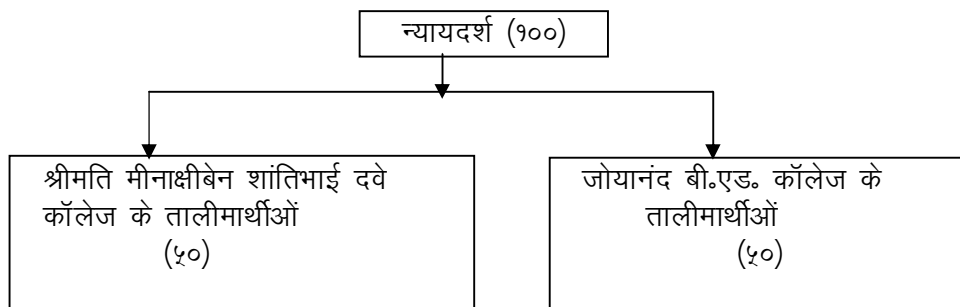 न्यायदर्श (१००)
श्रीमति मीनाक्षीबेन शांतिभाई दवे
कॉलेज के तालीमार्थीओं
(५०)
जोयानंद बी॰एड॰ कॉलेज के
तालीमार्थीओं
(५०)